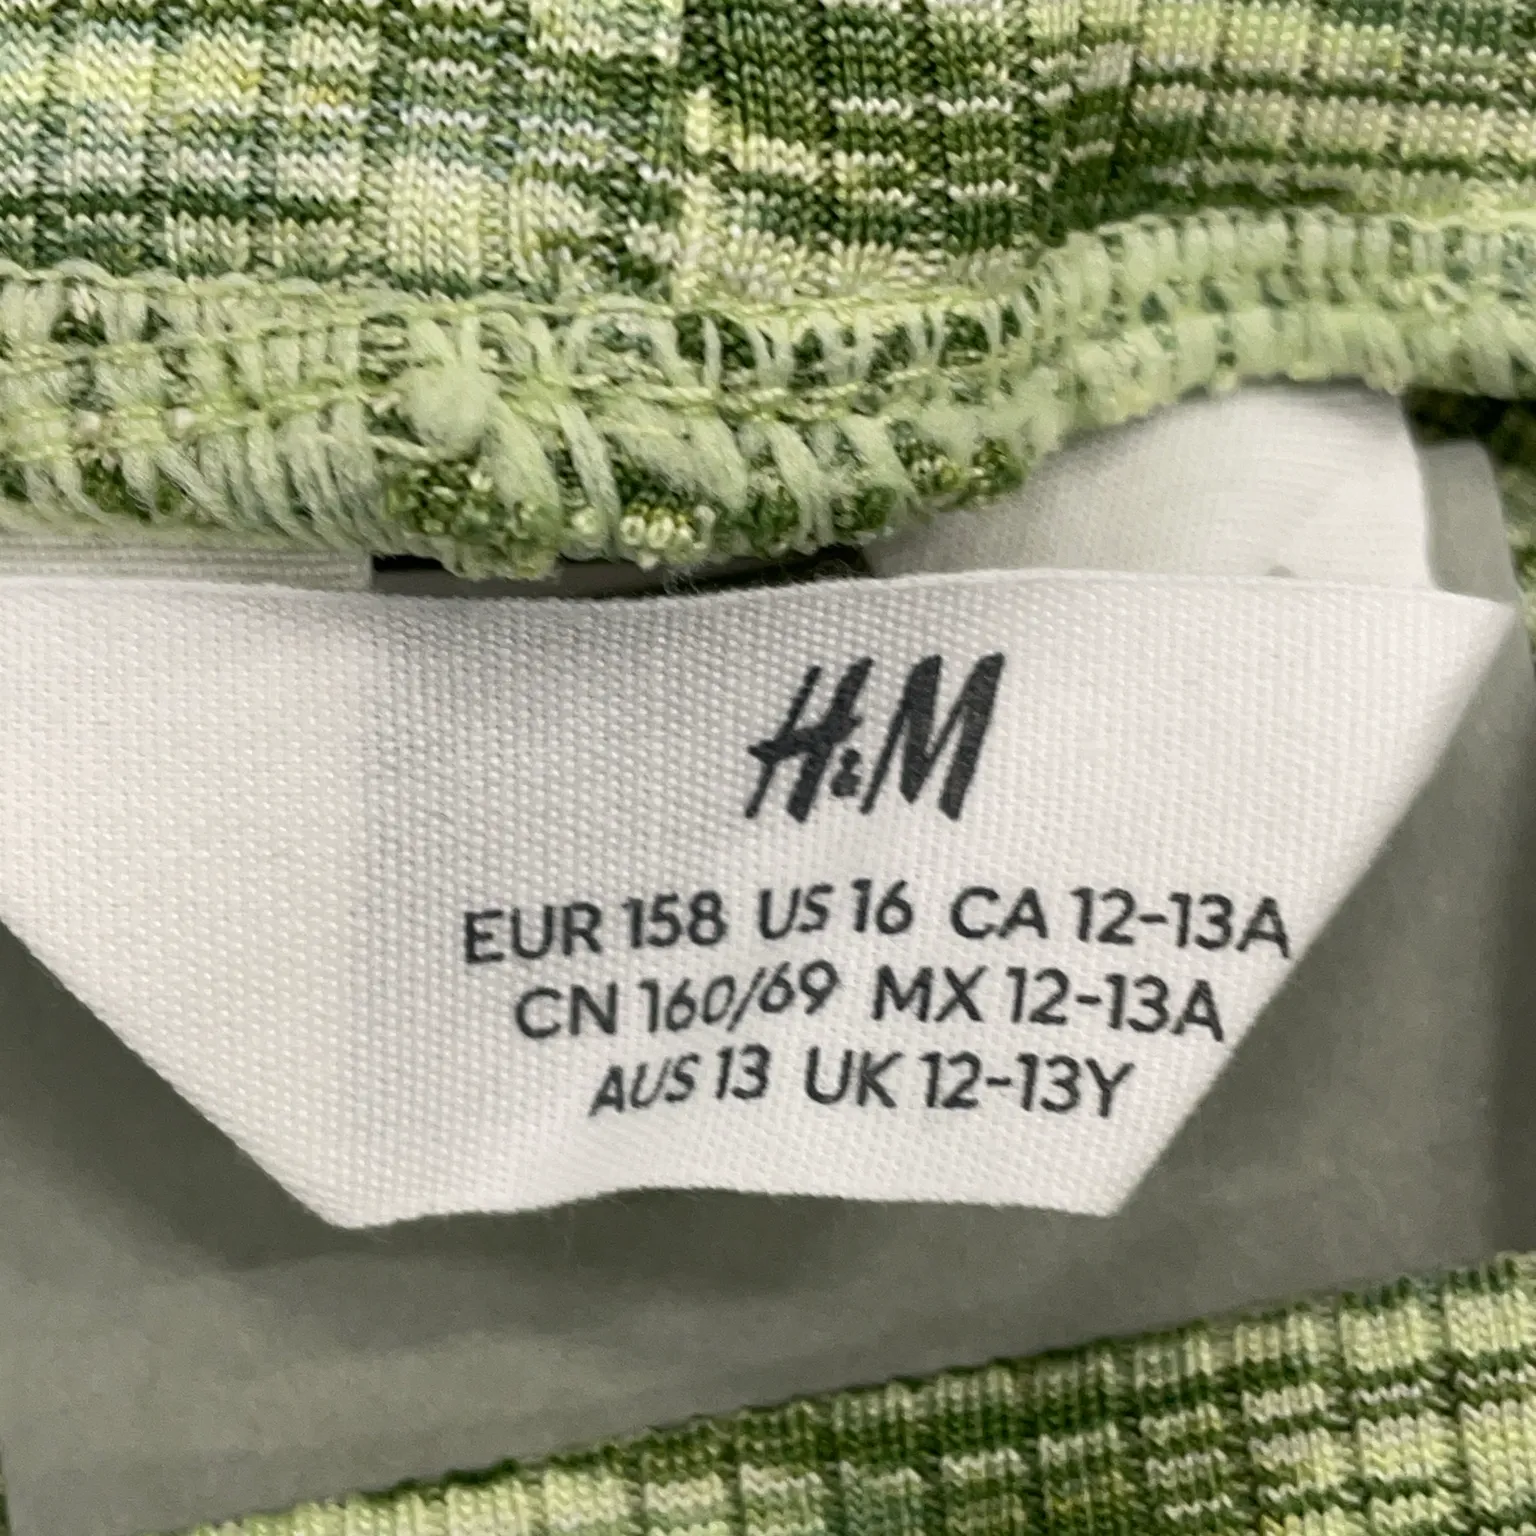 H&M
EUR 158 US 16 CA 12-13A
CN 160/69 MX 12-13A
AUS 13 UK 12-13Y